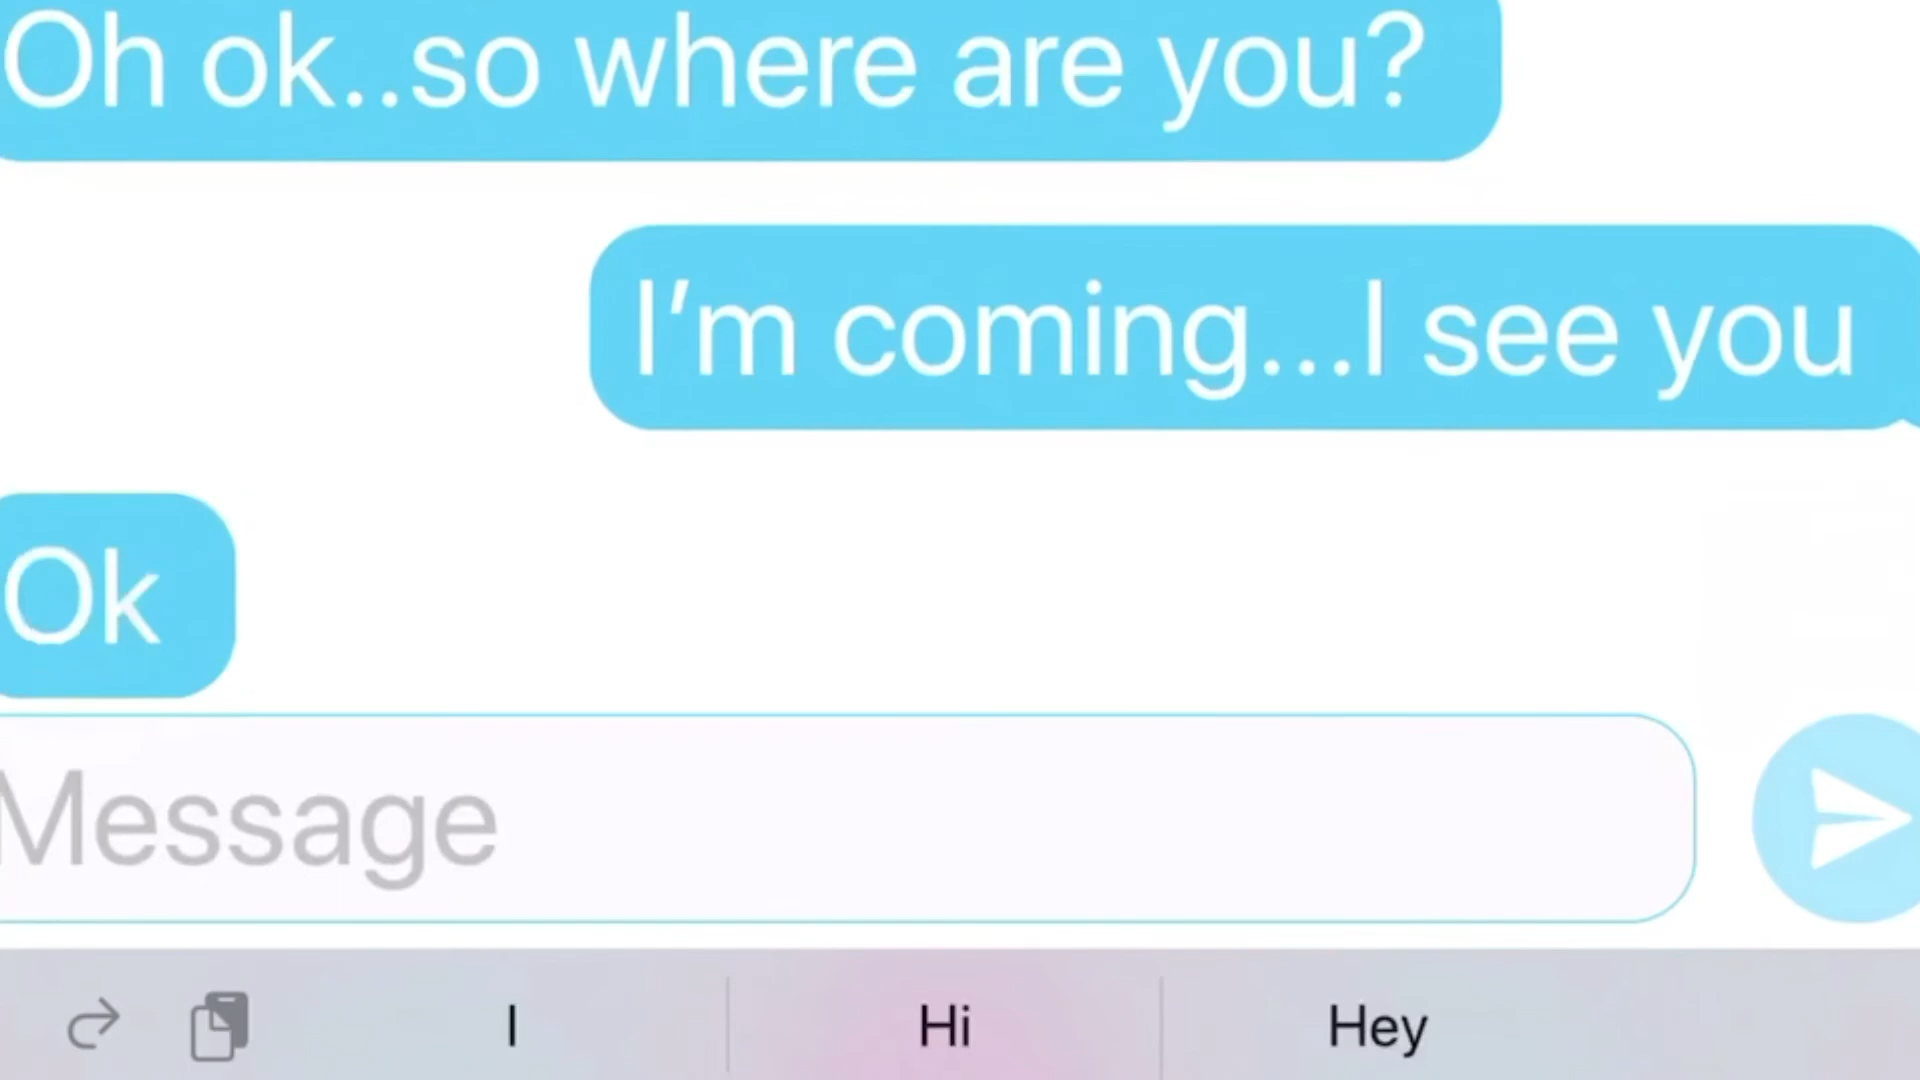 Oh ok..so where are you?
I'm coming...I see you
Ok
Message
I
Hi
Hey